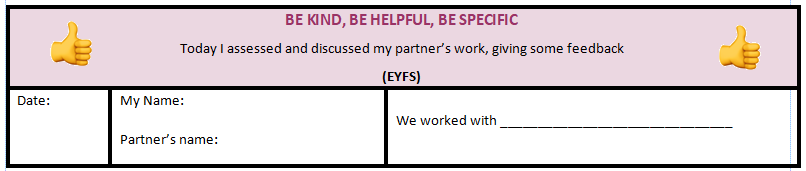 BE KIND, BE HELPFUL, BE SPECIFIC
Today I assessed and discussed my partner’s work, giving some feedback
(EYFS)
Date:
My Name:
Partner’s name:
We worked with _______________________________